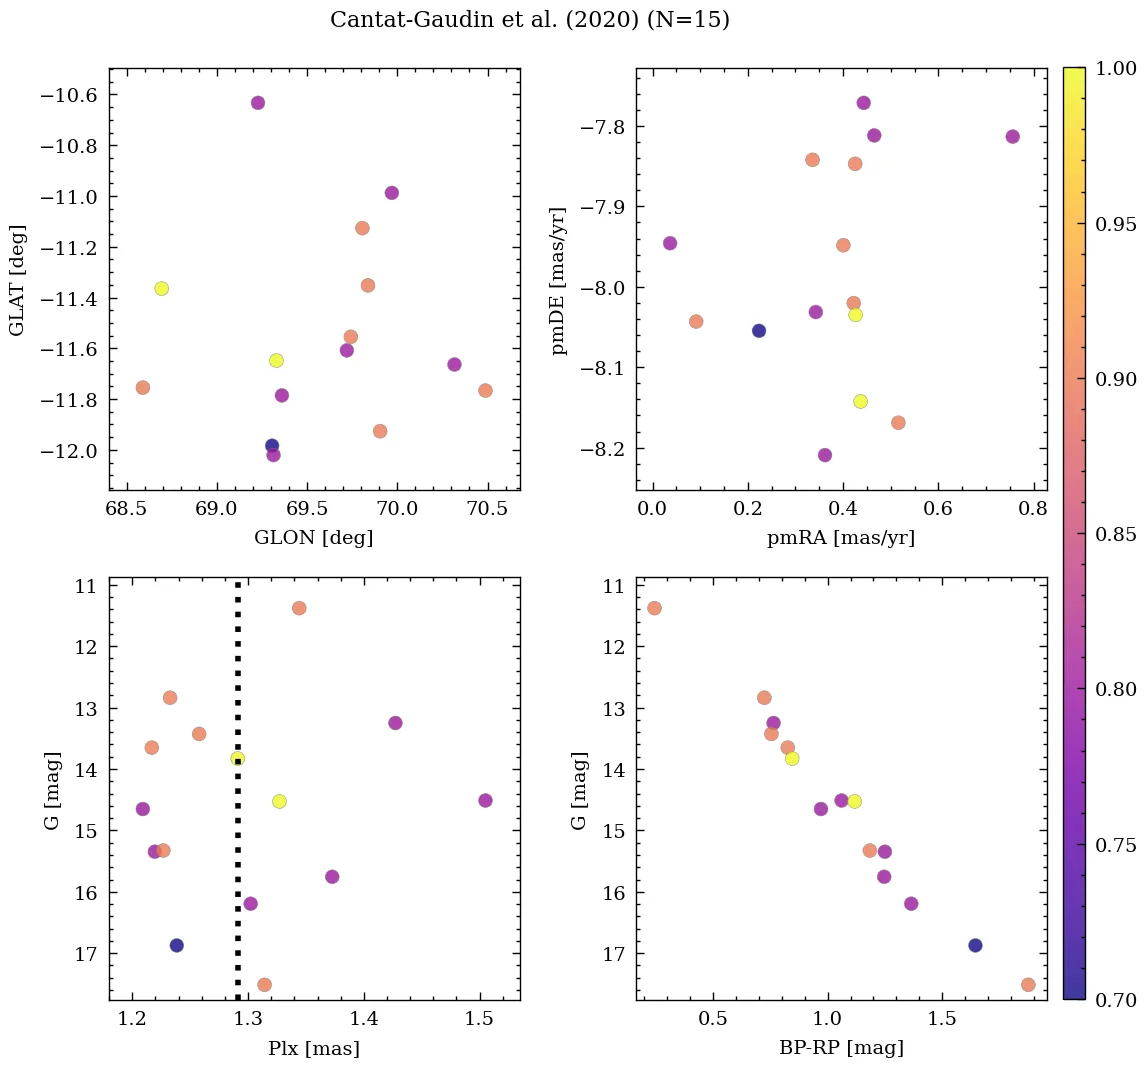 Cantat-Gaudin et al. (2020) (N=15)
−10.6
−10.8
−11.0
−11.2
−11.4
−11.6
−11.8
−12.0
GLAT [deg]
68.5 69.0 69.5 70.0 70.5
GLON [deg]
−7.8
−7.9
−8.0
−8.1
−8.2
pmDE [mas/yr]
0.0 0.2 0.4 0.6 0.8
pmRA [mas/yr]
11
12
13
14
15
16
17
G [mag]
1.2 1.3 1.4 1.5
Plx [mas]
11
12
13
14
15
16
17
G [mag]
0.5 1.0 1.5
BP-RP [mag]
1.00
0.95
0.90
0.85
0.80
0.75
0.70